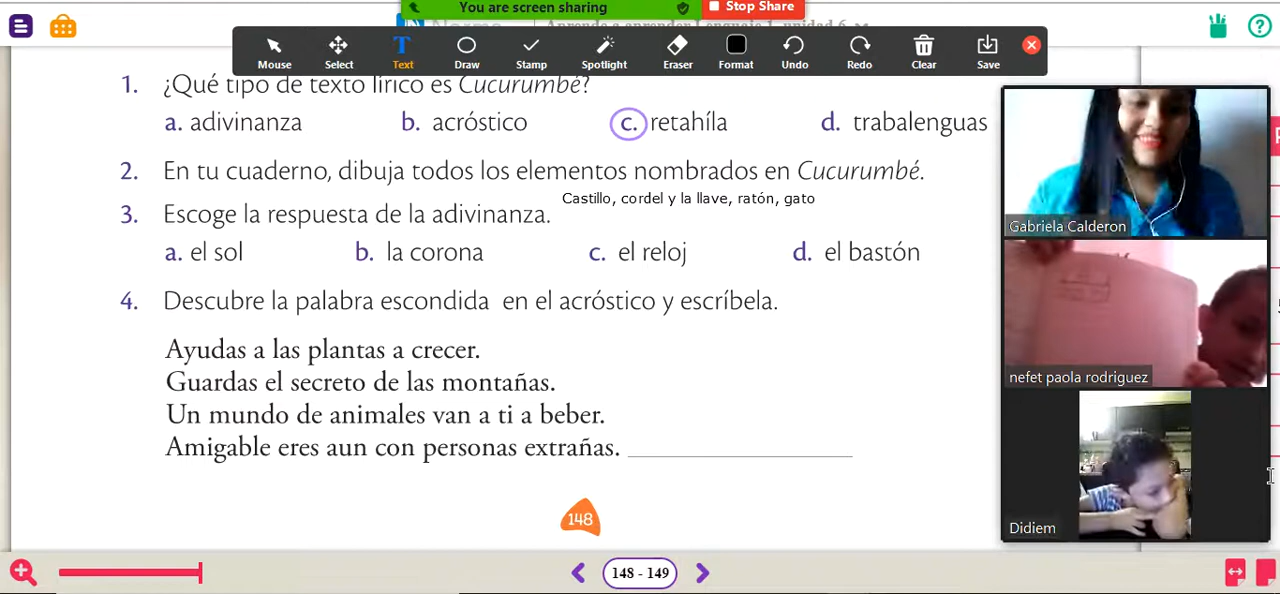 You are screen sharing
Stop Share
Mouse Select Text Draw Stamp Spotlight Eraser Format Undo Redo Clear Save
1. ¿Qué tipo de texto lírico es Cucurumbé?
a. adivinanza b. acróstico c. retahíla d. trabalenguas
2. En tu cuaderno, dibuja todos los elementos nombrados en Cucurumbé.
Castillo, cordel y la llave, ratón, gato
3. Escoge la respuesta de la adivinanza.
a. el sol b. la corona c. el reloj d. el bastón
4. Descubre la palabra escondida en el acróstico y escríbela.
Ayudas a las plantas a crecer.
Guardas el secreto de las montañas.
Un mundo de animales van a ti a beber.
Amigable eres aun con personas extrañas.
148
148 - 149
Gabriela Calderon
nefet paola rodriguez
Didiem